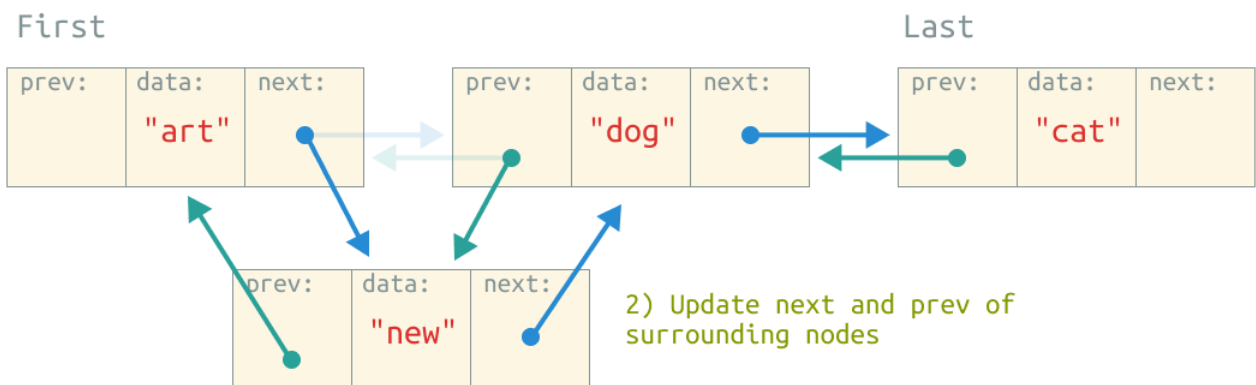 First
Last
prev: data: next:
"art"
prev: data: next:
"dog"
prev: data: next:
"cat"
prev: data: next:
"new"
2) Update next and prev of
surrounding nodes